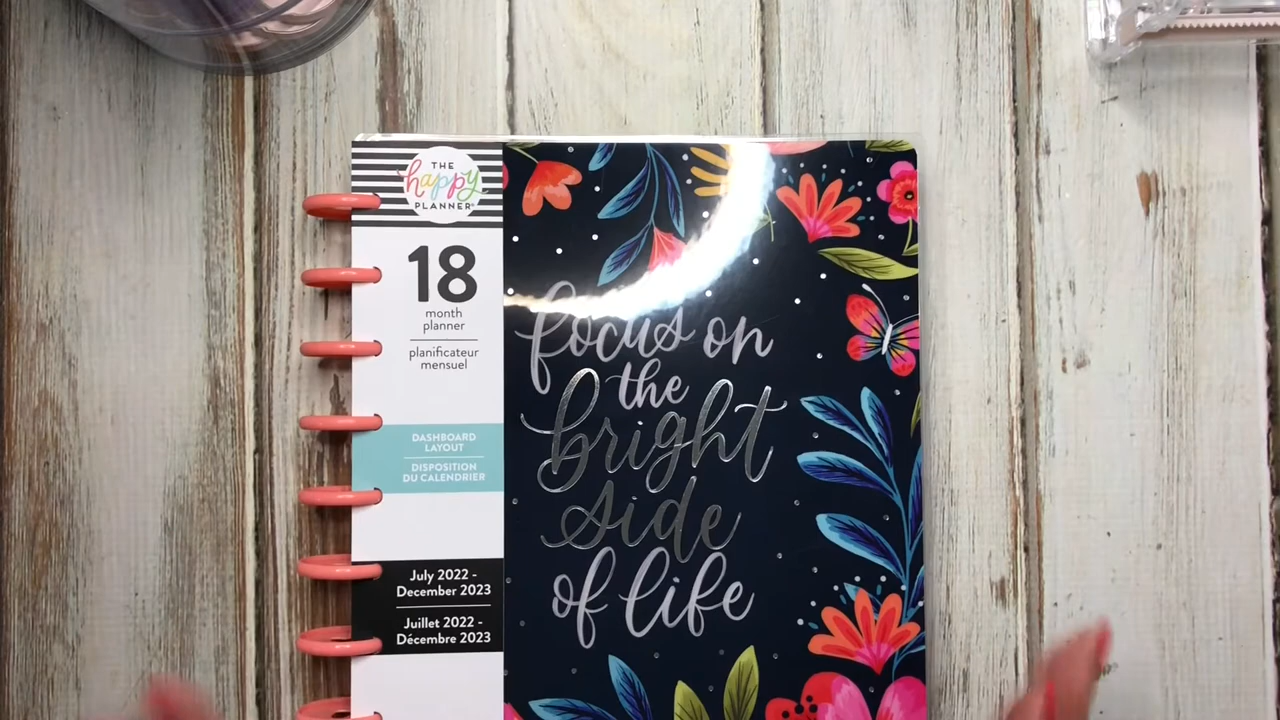 THE
happy
PLANNER
18
month
planner
planificateur
mensuel
DASHBOARD
LAYOUT
DISPOSITION
DU CALENDRIER
July 2022 -
December 2023
Juillet 2022 -
Décembre 2023
focus on
the
bright
side
of life